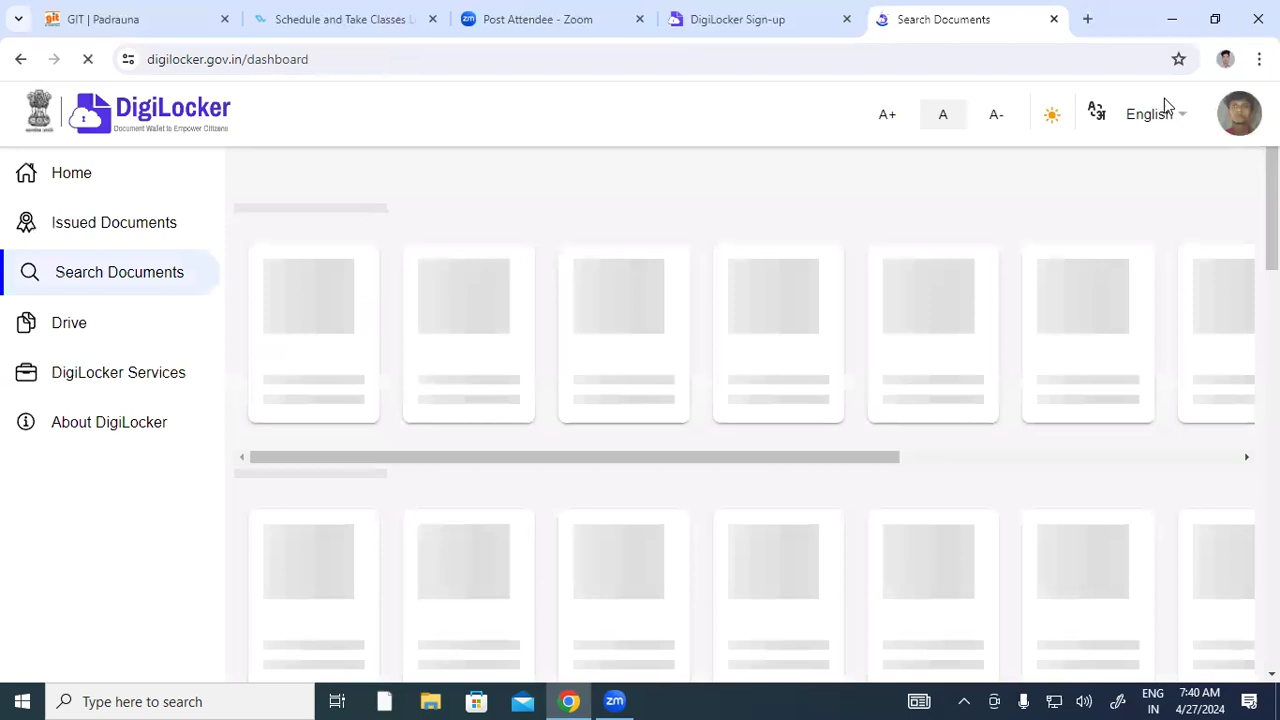 GIT | Padrauna
Schedule and Take Classes Li
Post Attendee - Zoom
DigiLocker Sign-up
Search Documents
digilocker.gov.in/dashboard
DigiLocker
Document Wallet to Empower Citizens
A+
A
A-
English
Home
Issued Documents
Search Documents
Drive
DigiLocker Services
About DigiLocker
Type here to search
ENG
IN
7:40 AM
4/27/2024